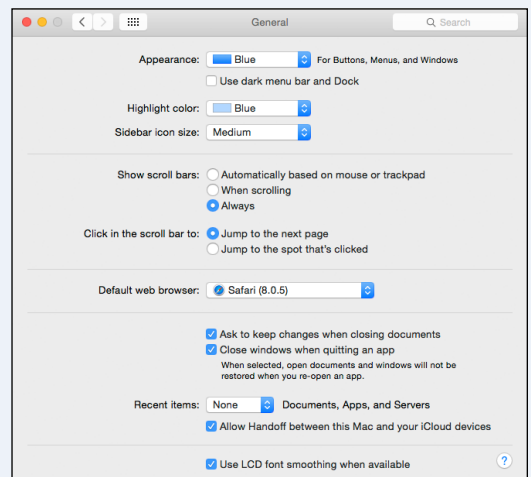 General
Search
Appearance: Blue For Buttons, Menus, and Windows
Use dark menu bar and Dock
Highlight color: Blue
Sidebar icon size: Medium
Show scroll bars: Automatically based on mouse or trackpad
When scrolling
Always
Click in the scroll bar to: Jump to the next page
Jump to the spot that's clicked
Default web browser: Safari (8.0.5)
Ask to keep changes when closing documents
Close windows when quitting an app
When selected, open documents and windows will not be
restored when you re-open an app.
Recent items: None Documents, Apps, and Servers
Allow Handoff between this Mac and your iCloud devices
Use LCD font smoothing when available
?